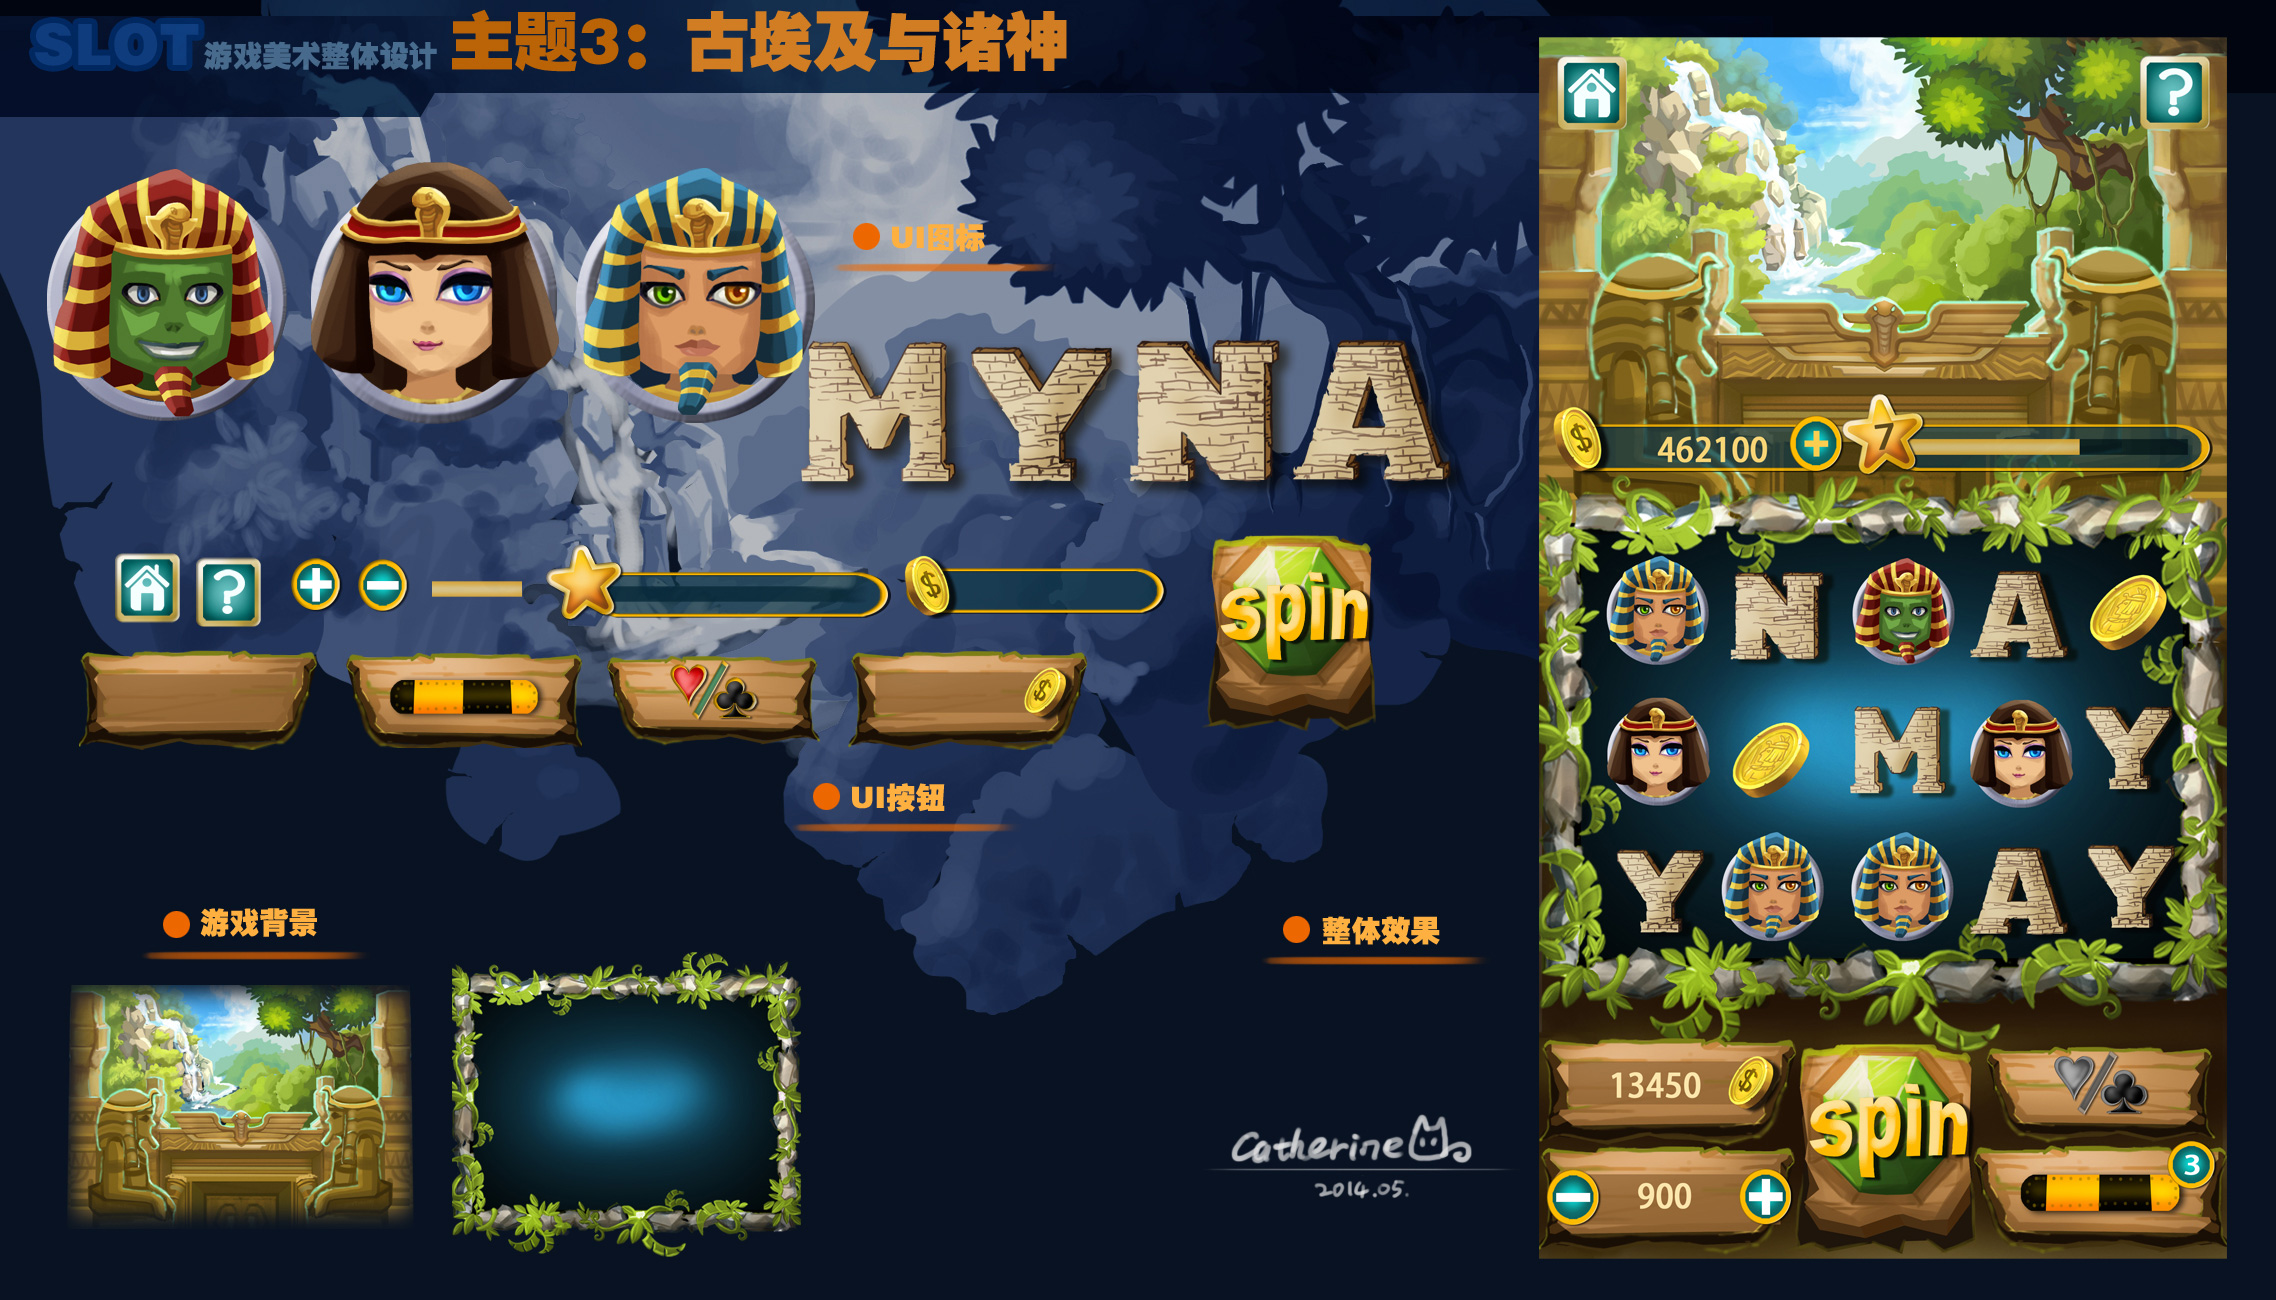 SLOT 游戏美术整体设计 主题3：古埃及与诸神
UI图标
MYNA
spin
UI按钮
游戏背景
整体效果
Catherine
2014.05.
?
$
?
$ 462100 + 7
N A
M Y
Y A Y
13450 $
spin
900
3